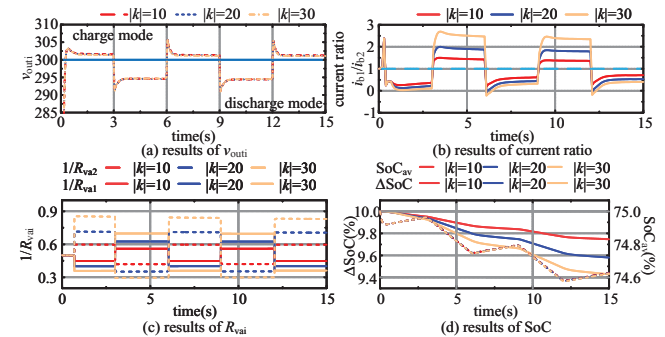 |k|=10 |k|=20 |k|=30
charge mode
discharge mode
v_outi
310
305
300
295
290
285
0 3 6 9 12 15
time(s)
(a) results of v_outi
|k|=10 |k|=20 |k|=30
current ratio
i_b1/i_b2
3
2
1
0
-1
0 3 6 9 12 15
time(s)
(b) results of current ratio
1/R_va2 |k|=10 |k|=20 |k|=30
1/R_va1 |k|=10 |k|=20 |k|=30
1/R_vai
0.9
0.6
0.3
0 5 10 15
time(s)
(c) results of R_vai
SoC_av |k|=10 |k|=20 |k|=30
ΔSoC |k|=10 |k|=20 |k|=30
ΔSoC(%)
10.0
9.8
9.6
9.4
SoC_av(%)
75.0
74.8
74.6
0 5 10 15
time(s)
(d) results of SoC